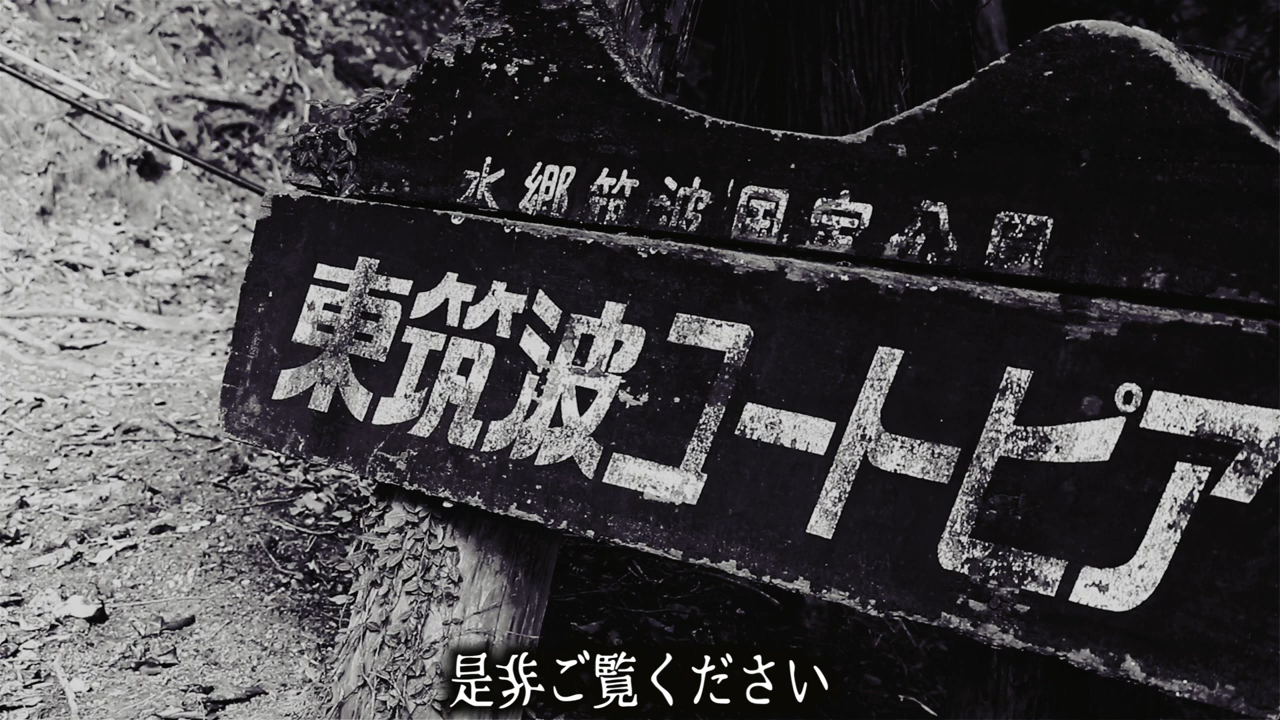 水郷筑波国定公園
東筑波ユートピア
是非ご覧ください